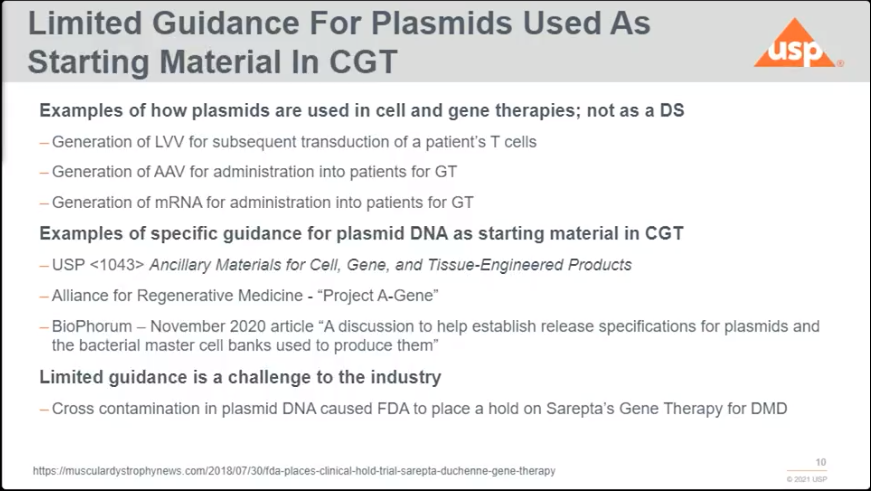 Limited Guidance For Plasmids Used As
Starting Material In CGT
usp®
Examples of how plasmids are used in cell and gene therapies; not as a DS
– Generation of LVV for subsequent transduction of a patient's T cells
– Generation of AAV for administration into patients for GT
– Generation of mRNA for administration into patients for GT
Examples of specific guidance for plasmid DNA as starting material in CGT
– USP <1043> Ancillary Materials for Cell, Gene, and Tissue-Engineered Products
– Alliance for Regenerative Medicine - “Project A-Gene”
– BioPhorum – November 2020 article “A discussion to help establish release specifications for plasmids and
the bacterial master cell banks used to produce them”
Limited guidance is a challenge to the industry
– Cross contamination in plasmid DNA caused FDA to place a hold on Sarepta's Gene Therapy for DMD
10
https://musculardystrophynews.com/2018/07/30/fda-places-clinical-hold-trial-sarepta-duchenne-gene-therapy
© 2021 USP